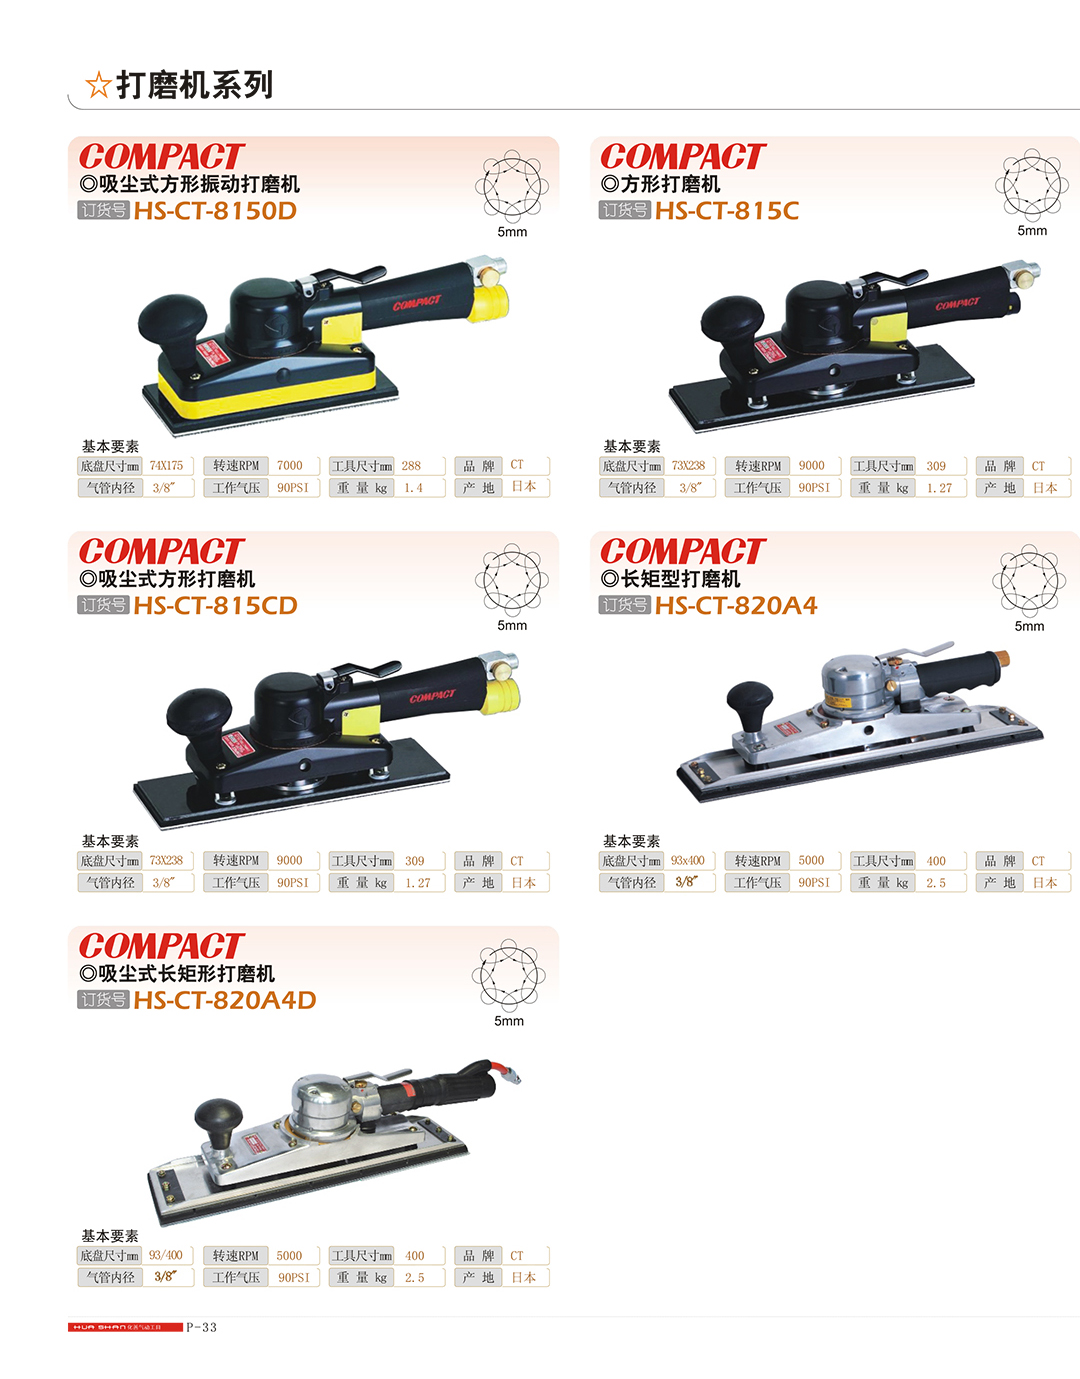 ☆打磨机系列
COMPACT
◎吸尘式方形振动打磨机
订货号 HS-CT-8150D
5mm
COMPACT
基本要素
底盘尺寸mm 74X175 转速RPM 7000 工具尺寸mm 288 品 牌 CT
气管内径 3/8" 工作气压 90PSI 重 量 kg 1.4 产 地 日本
COMPACT
◎方形打磨机
订货号 HS-CT-815C
5mm
COMPACT
基本要素
底盘尺寸mm 73X238 转速RPM 9000 工具尺寸mm 309 品 牌 CT
气管内径 3/8" 工作气压 90PSI 重 量 kg 1.27 产 地 日本
COMPACT
◎吸尘式方形打磨机
订货号 HS-CT-815CD
5mm
COMPACT
基本要素
底盘尺寸mm 73X238 转速RPM 9000 工具尺寸mm 309 品 牌 CT
气管内径 3/8" 工作气压 90PSI 重 量 kg 1.27 产 地 日本
COMPACT
◎长矩型打磨机
订货号 HS-CT-820A4
5mm
基本要素
底盘尺寸mm 93x400 转速RPM 5000 工具尺寸mm 400 品 牌 CT
气管内径 3/8" 工作气压 90PSI 重 量 kg 2.5 产 地 日本
COMPACT
◎吸尘式长矩形打磨机
订货号 HS-CT-820A4D
5mm
基本要素
底盘尺寸mm 93/400 转速RPM 5000 工具尺寸mm 400 品 牌 CT
气管内径 3/8" 工作气压 90PSI 重 量 kg 2.5 产 地 日本
HUA SHAN 气动工具 P-33